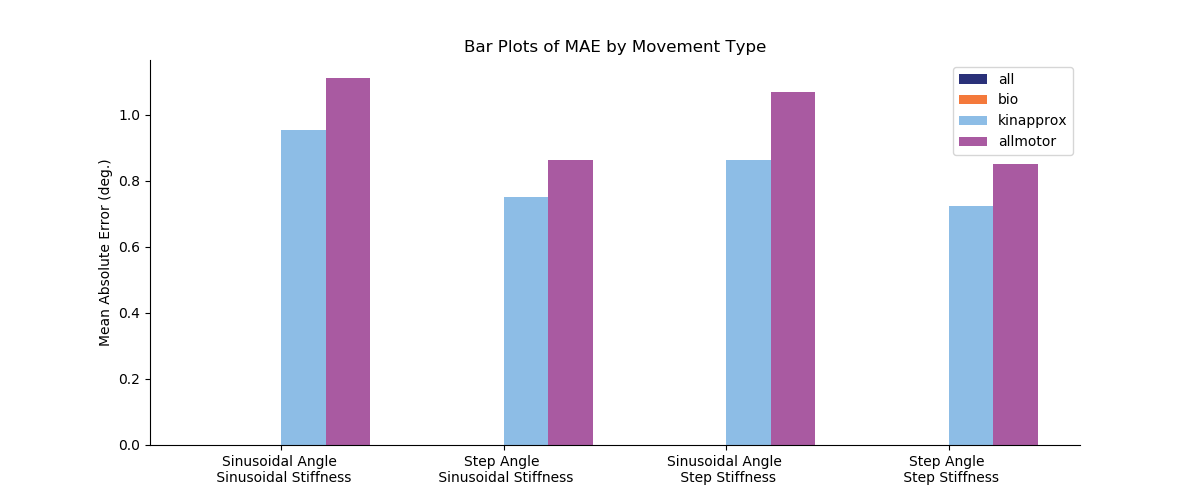 Bar Plots of MAE by Movement Type
all
bio
kinapprox
allmotor
Mean Absolute Error (deg.)
1.0
0.8
0.6
0.4
0.2
0.0
Sinusoidal Angle
Sinusoidal Stiffness
Step Angle
Sinusoidal Stiffness
Sinusoidal Angle
Step Stiffness
Step Angle
Step Stiffness